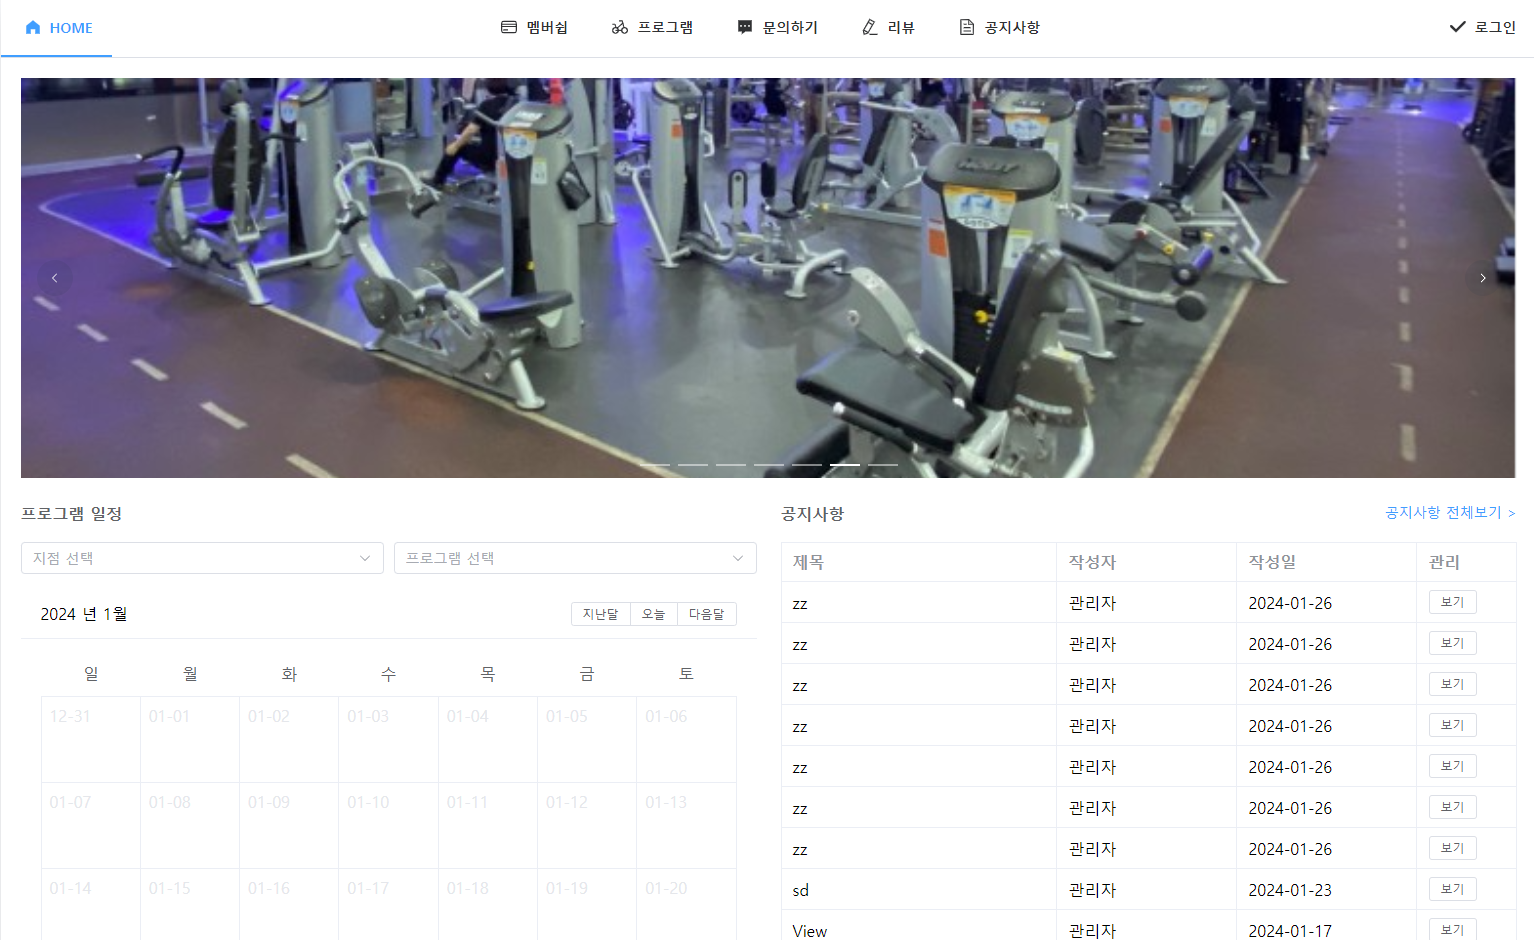 HOME 멤버쉽 프로그램 문의하기 리뷰 공지사항 로그인
프로그램 일정
지점 선택 프로그램 선택
2024 년 1월 지난달 오늘 다음달
일 월 화 수 목 금 토
12-31 01-01 01-02 01-03 01-04 01-05 01-06
01-07 01-08 01-09 01-10 01-11 01-12 01-13
01-14 01-15 01-16 01-17 01-18 01-19 01-20
공지사항 공지사항 전체보기 >
제목 작성자 작성일 관리
zz 관리자 2024-01-26 보기
zz 관리자 2024-01-26 보기
zz 관리자 2024-01-26 보기
zz 관리자 2024-01-26 보기
zz 관리자 2024-01-26 보기
zz 관리자 2024-01-26 보기
zz 관리자 2024-01-26 보기
sd 관리자 2024-01-23 보기
View 관리자 2024-01-17 보기